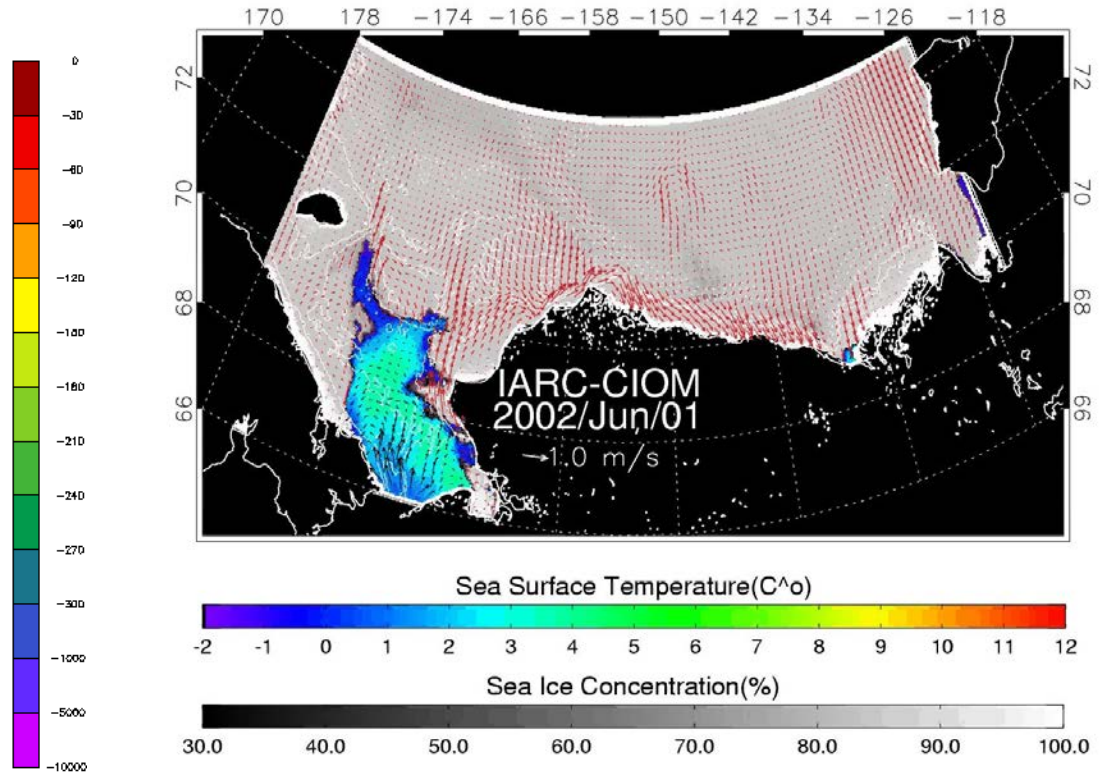 170 178 −174 −166 −158 −150 −142 −134 −126 −118
0
−30
−60
−90
−120
−150
−180
−210
−240
−270
−300
−1000
−5000
−10000
72
70
68
66
72
70
68
66
IARC-CIOM
2002/Jun/01
1.0 m/s
Sea Surface Temperature(C^o)
-2 -1 0 1 2 3 4 5 6 7 8 9 10 11 12
Sea Ice Concentration(%)
30.0 40.0 50.0 60.0 70.0 80.0 90.0 100.0